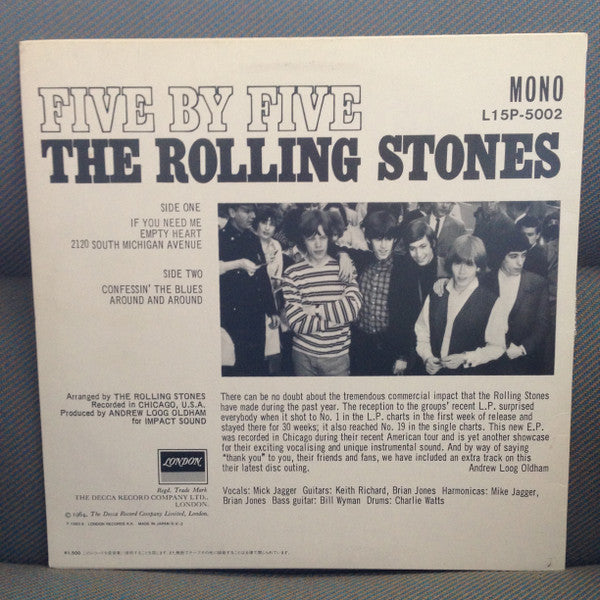 FIVE BY FIVE
MONO
L15P-5002
THE ROLLING STONES
SIDE ONE
IF YOU NEED ME
EMPTY HEART
2120 SOUTH MICHIGAN AVENUE
SIDE TWO
CONFESSIN' THE BLUES
AROUND AND AROUND
Arranged by THE ROLLING STONES
Recorded in CHICAGO, U.S.A.
Produced by ANDREW LOOG OLDHAM
for IMPACT SOUND
There can be no doubt about the tremendous commercial impact that the Rolling Stones
have made during the past year. The reception to the groups' recent L.P. surprised
everybody when it shot to No. 1 in the L.P. charts in the first week of release and
stayed there for 30 weeks; it also reached No. 19 in the single charts. This new E.P.
was recorded in Chicago during their recent American tour and is yet another showcase
for their exciting vocalising and unique instrumental sound. And by way of saying
"thank you" to you, their friends and fans, we have included an extra track on this
their latest disc outing.
Andrew Loog Oldham
Vocals: Mick Jagger Guitars: Keith Richard, Brian Jones Harmonicas: Mike Jagger,
Brian Jones Bass guitar: Bill Wyman Drums: Charlie Watts
LONDON
Regd. Trade Mark
THE DECCA RECORD COMPANY LTD.,
LONDON.
© 1964, The Decca Record Company Limited, London.
LONDON RECORDS K.K. MADE IN JAPAN
¥1,500